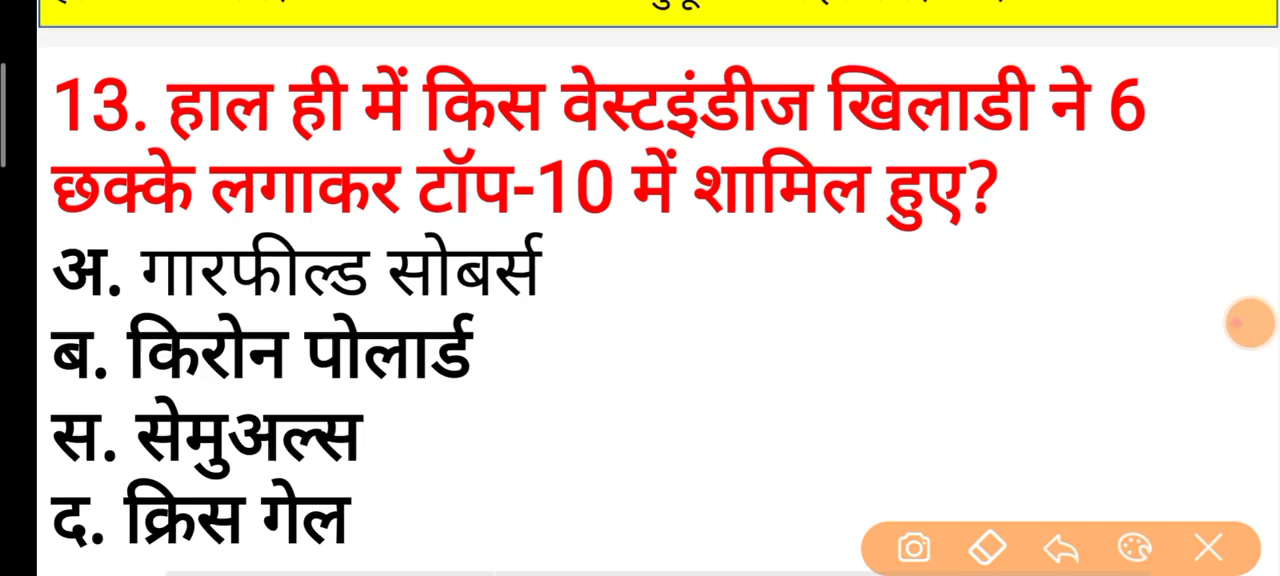 13. हाल ही में किस वेस्टइंडीज खिलाडी ने 6
छक्के लगाकर टॉप-10 में शामिल हुए?
अ. गारफील्ड सोबर्स
ब. किरोन पोलार्ड
स. सेमुअल्स
द. क्रिस गेल